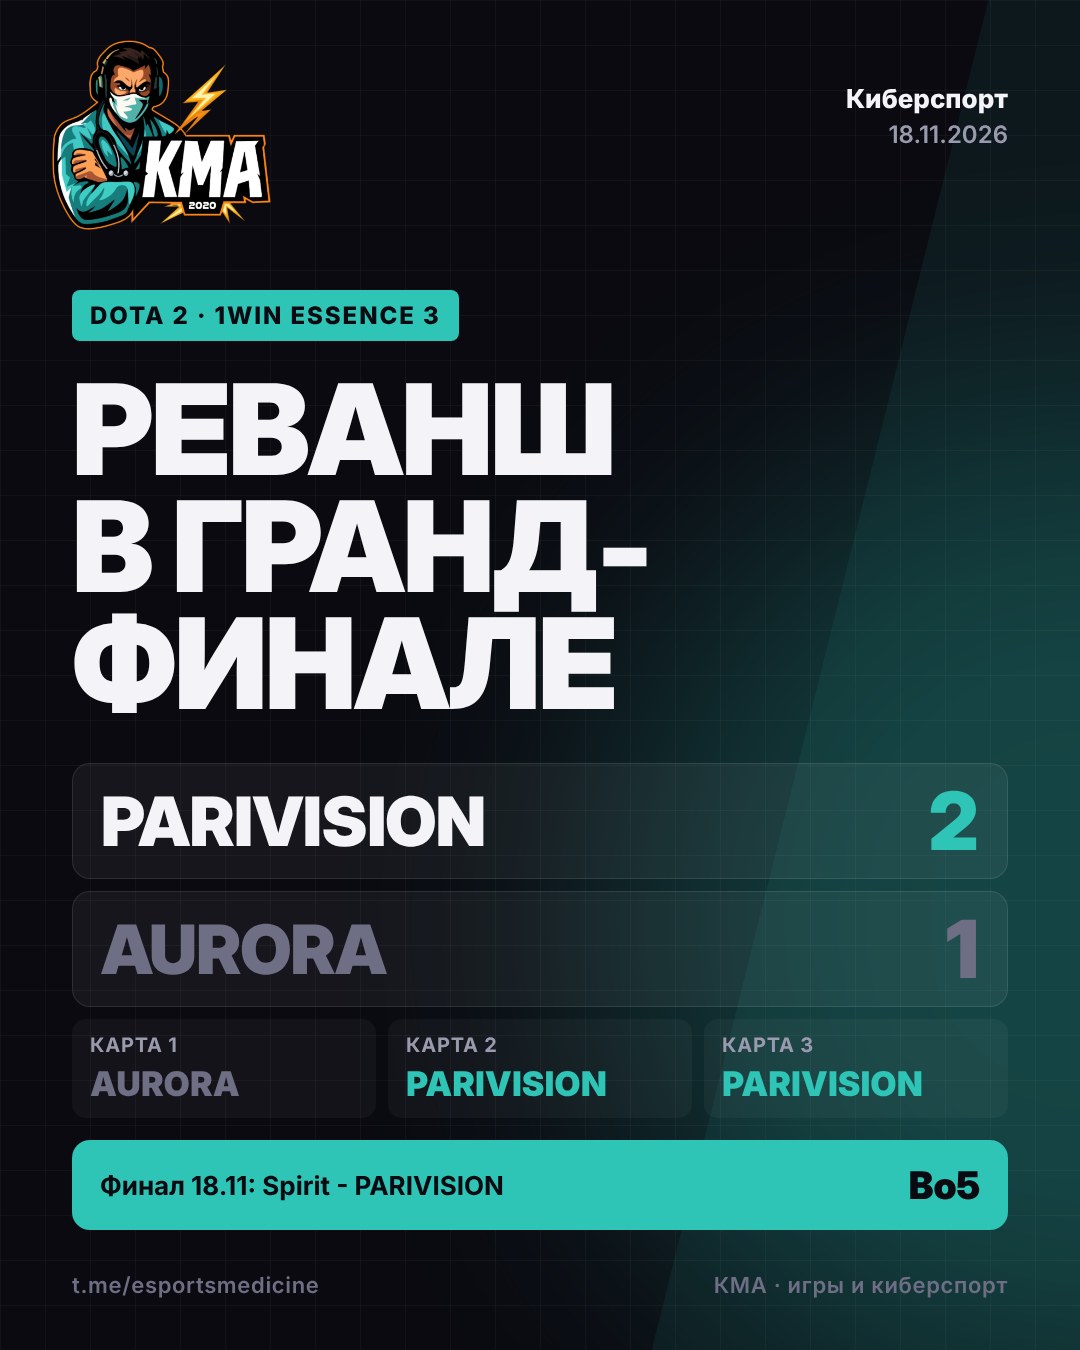 KMA
2020
Киберспорт
18.11.2026
DOTA 2 · 1WIN ESSENCE 3
РЕВАНШ
В ГРАНД-
ФИНАЛЕ
PARIVISION 2
AURORA 1
КАРТА 1
AURORA
КАРТА 2
PARIVISION
КАРТА 3
PARIVISION
Финал 18.11: Spirit - PARIVISION Bo5
t.me/esportsmedicine
КМА · игры и киберспорт